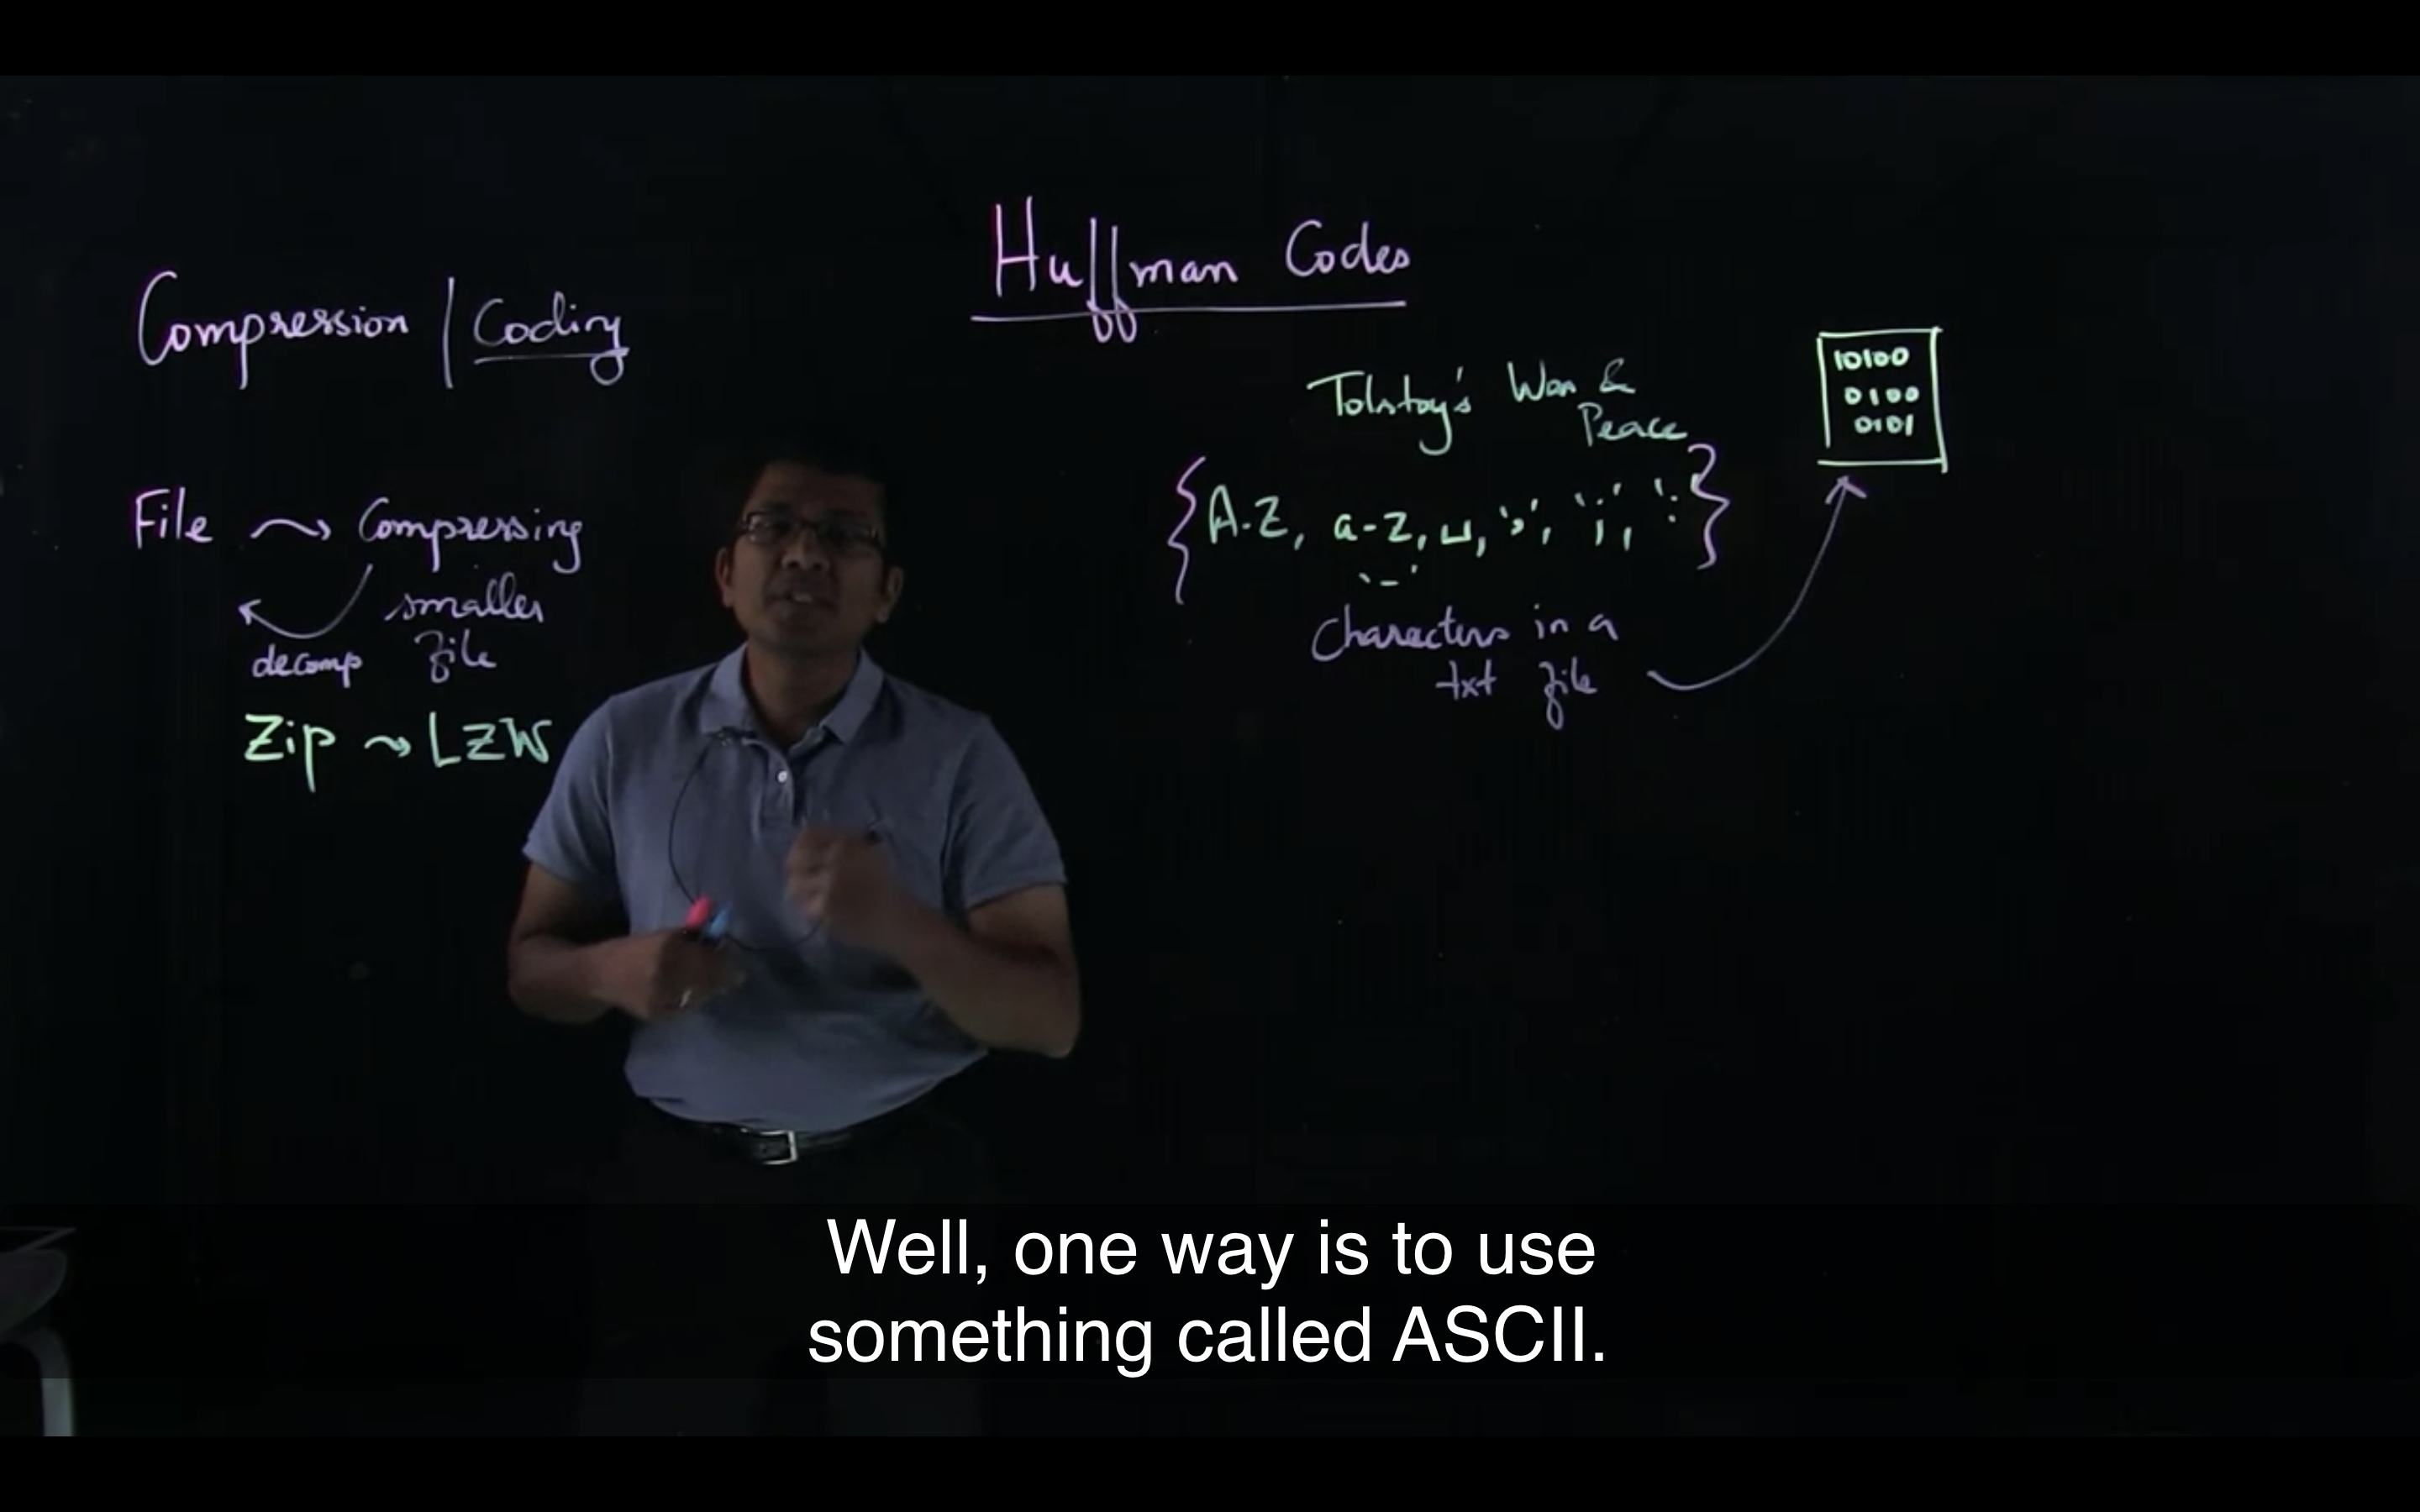 Huffman Codes
Compression | Coding
File ⇝ Compressing
smaller
decomp file
Zip ⇝ LZW
Tolstoy's War &
Peace
{A-Z, a-z, ␣, ',', ';', ':'}
'-'
Characters in a
txt file
10100
0100
0101
Well, one way is to use
something called ASCII.